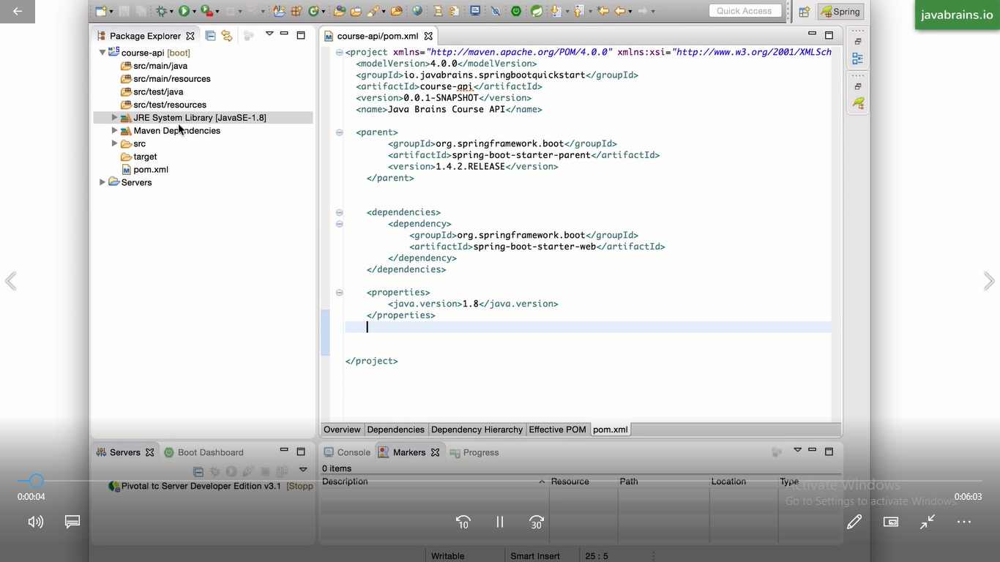 Quick Access
Spring
javabrains.io
Package Explorer
course-api [boot]
src/main/java
src/main/resources
src/test/java
src/test/resources
JRE System Library [JavaSE-1.8]
Maven Dependencies
src
target
pom.xml
Servers
course-api/pom.xml
<project xmlns="http://maven.apache.org/POM/4.0.0" xmlns:xsi="http://www.w3.org/2001/XMLSch
<modelVersion>4.0.0</modelVersion>
<groupId>io.javabrains.springbootquickstart</groupId>
<artifactId>course-api</artifactId>
<version>0.0.1-SNAPSHOT</version>
<name>Java Brains Course API</name>
<parent>
<groupId>org.springframework.boot</groupId>
<artifactId>spring-boot-starter-parent</artifactId>
<version>1.4.2.RELEASE</version>
</parent>
<dependencies>
<dependency>
<groupId>org.springframework.boot</groupId>
<artifactId>spring-boot-starter-web</artifactId>
</dependency>
</dependencies>
<properties>
<java.version>1.8</java.version>
</properties>
</project>
Overview Dependencies Dependency Hierarchy Effective POM pom.xml
Servers Boot Dashboard
Pivotal tc Server Developer Edition v3.1 [Stopp
Console Markers Progress
0 items
Description Resource Path Location Type
Activate Windows
Go to Settings to activate Windows.
0:00:04
0:06:03
10
30
Writable Smart Insert 25 : 5